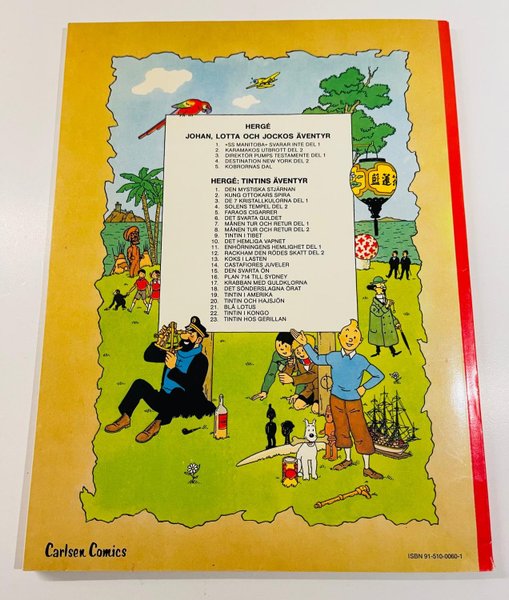 HERGÉ
JOHAN, LOTTA OCH JOCKOS ÄVENTYR
1. «SS MANITOBA» SVARAR INTE DEL 1
2. KARAMAKOS UTBROTT DEL 2
3. DIREKTÖR PUMPS TESTAMENTE DEL 1
4. DESTINATION NEW YORK DEL 2
5. KOBRORNAS DAL
HERGÉ: TINTINS ÄVENTYR
1. DEN MYSTISKA STJÄRNAN
2. KUNG OTTOKARS SPIRA
3. DE 7 KRISTALLKULORNA DEL 1
4. SOLENS TEMPEL DEL 2
5. FARAOS CIGARRER
6. DET SVARTA GULDET
7. MÅNEN TUR OCH RETUR DEL 1
8. MÅNEN TUR OCH RETUR DEL 2
9. TINTIN I TIBET
10. DET HEMLIGA VAPNET
11. ENHÖRNINGENS HEMLIGHET DEL 1
12. RACKHAM DEN RÖDES SKATT DEL 2
13. KOKS I LASTEN
14. CASTAFIORES JUVELER
15. DEN SVARTA ÖN
16. PLAN 714 TILL SYDNEY
17. KRABBAN MED GULDKLORNA
18. DET SÖNDERSLAGNA ÖRAT
19. TINTIN I AMERIKA
20. TINTIN OCH HAJSJÖN
21. BLÅ LOTUS
22. TINTIN I KONGO
23. TINTIN HOS GERILLAN
Carlsen Comics
ISBN 91-510-0060-1